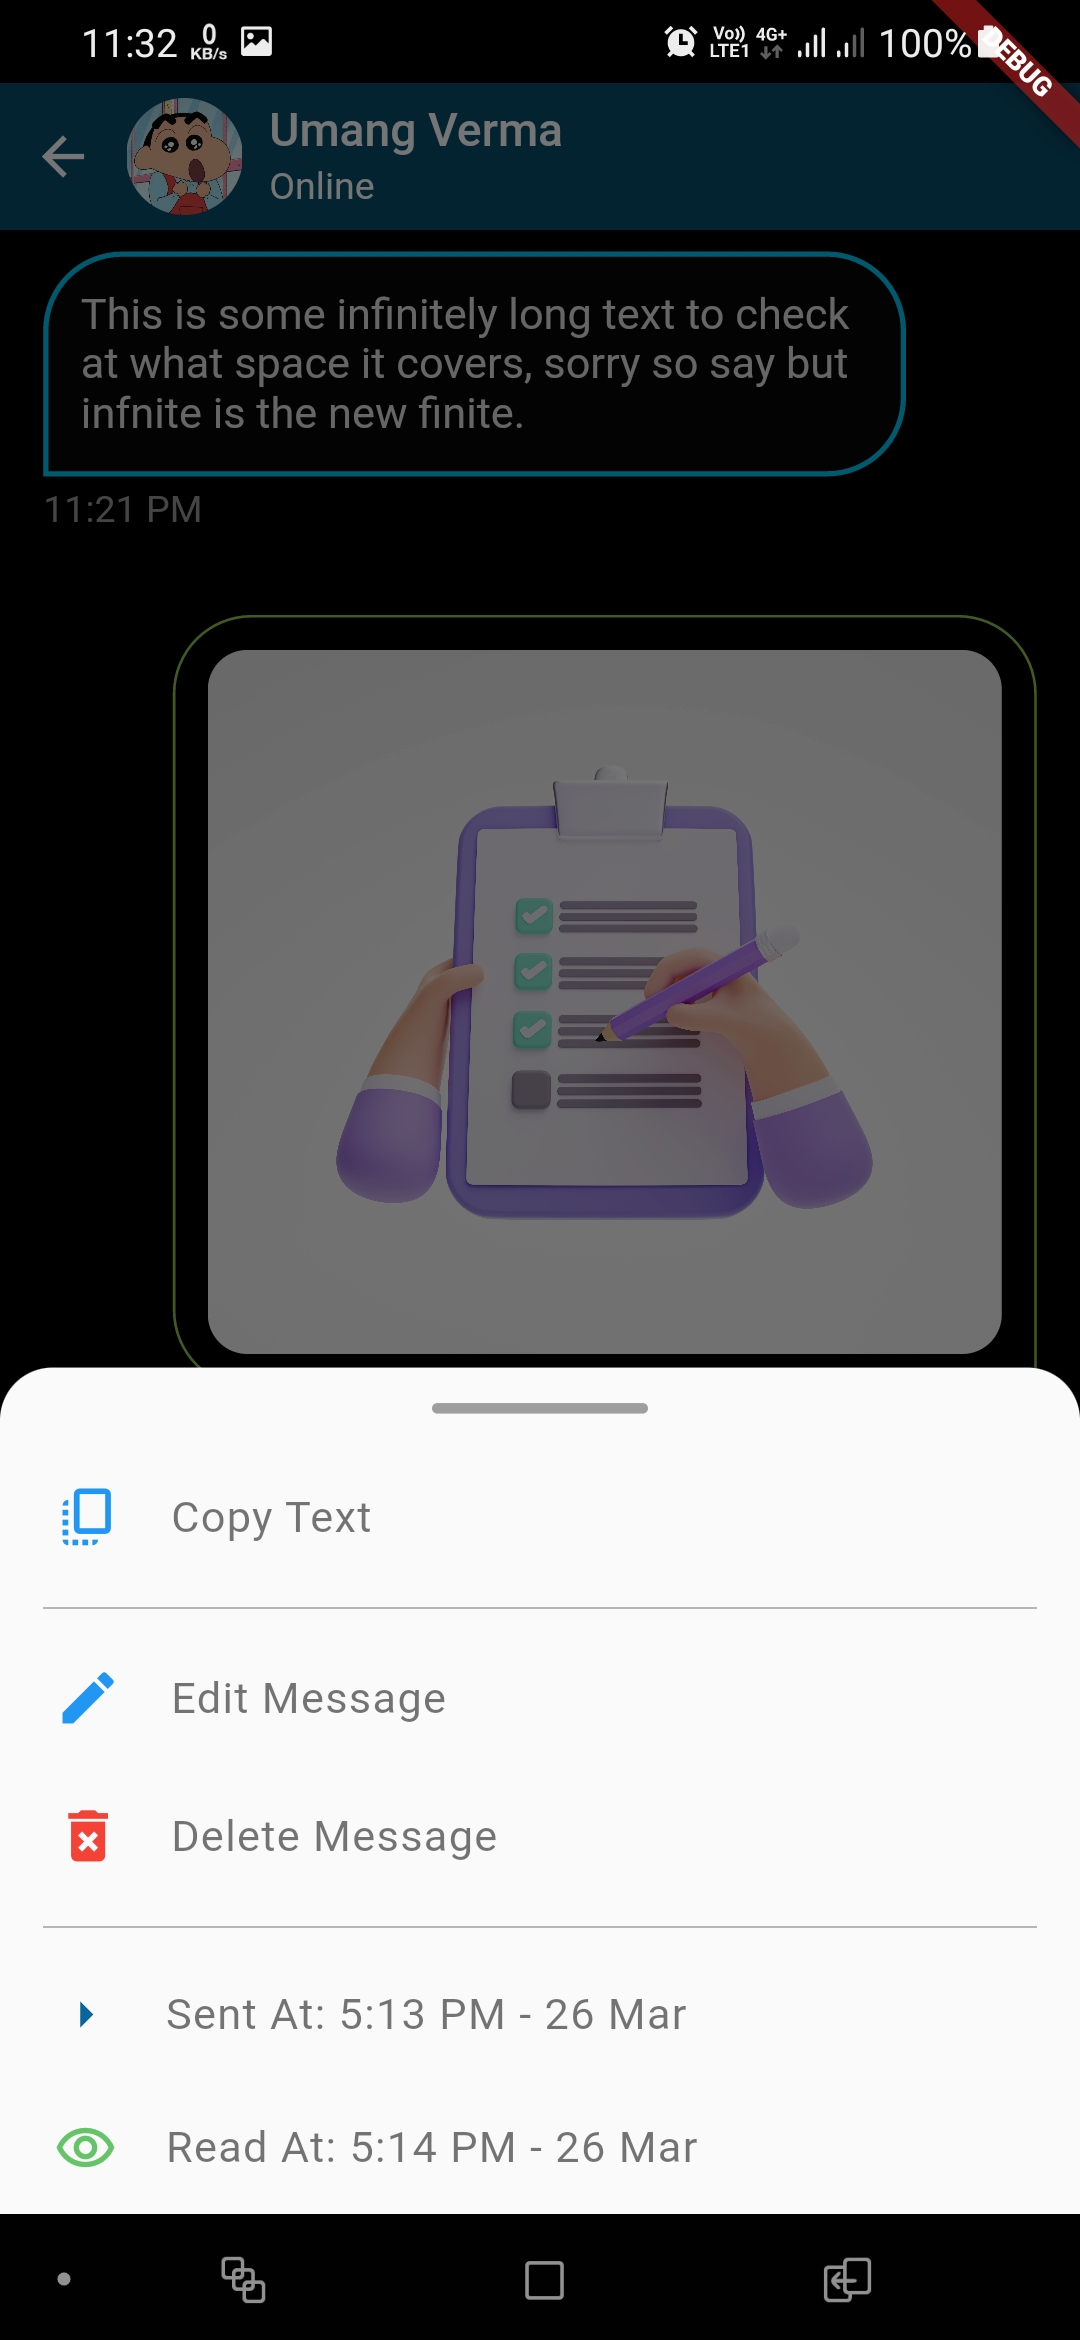 11:32 0 KB/s Vo)) LTE1 4G+ 100%
DEBUG
Umang Verma
Online
This is some infinitely long text to check
at what space it covers, sorry so say but
infnite is the new finite.
11:21 PM
Copy Text
Edit Message
Delete Message
Sent At: 5:13 PM - 26 Mar
Read At: 5:14 PM - 26 Mar